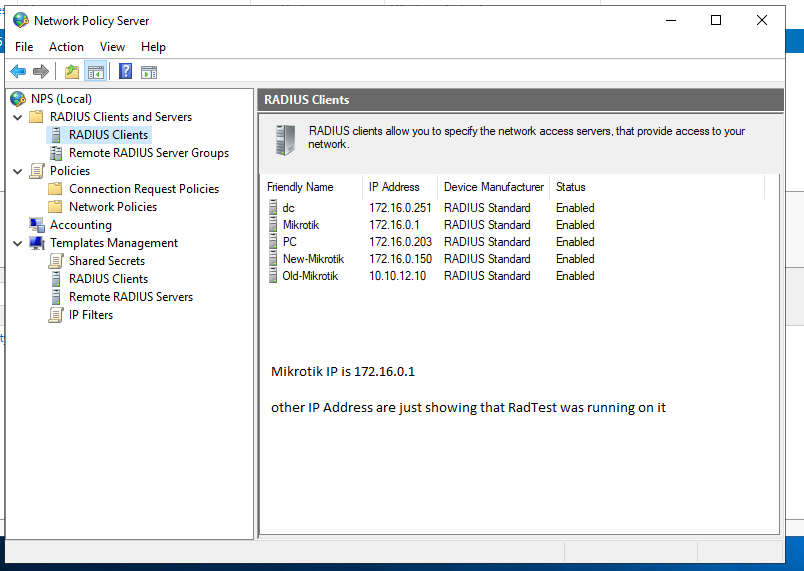 Network Policy Server
File Action View Help
NPS (Local)
RADIUS Clients and Servers
RADIUS Clients
Remote RADIUS Server Groups
Policies
Connection Request Policies
Network Policies
Accounting
Templates Management
Shared Secrets
RADIUS Clients
Remote RADIUS Servers
IP Filters
RADIUS Clients
RADIUS clients allow you to specify the network access servers, that provide access to your
network.
Friendly Name IP Address Device Manufacturer Status
dc 172.16.0.251 RADIUS Standard Enabled
Mikrotik 172.16.0.1 RADIUS Standard Enabled
PC 172.16.0.203 RADIUS Standard Enabled
New-Mikrotik 172.16.0.150 RADIUS Standard Enabled
Old-Mikrotik 10.10.12.10 RADIUS Standard Enabled
Mikrotik IP is 172.16.0.1
other IP Address are just showing that RadTest was running on it